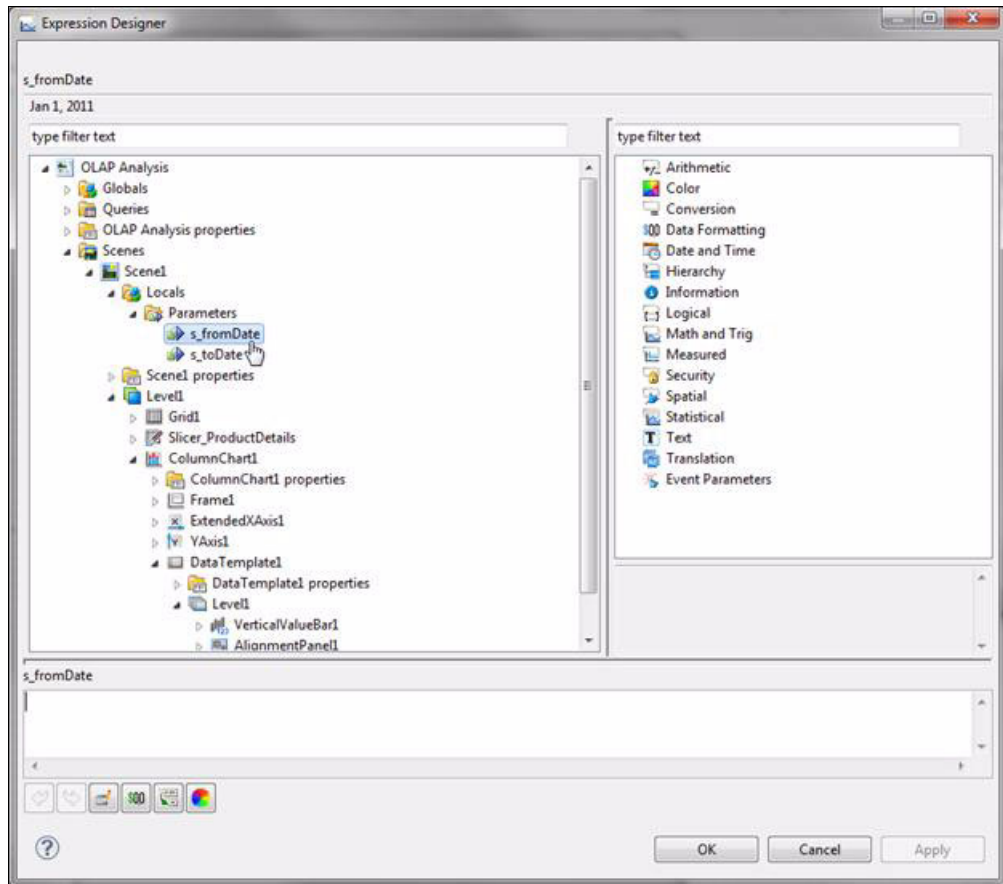 Expression Designer
s_fromDate
Jan 1, 2011
type filter text
OLAP Analysis
Globals
Queries
OLAP Analysis properties
Scenes
Scene1
Locals
Parameters
s_fromDate
s_toDate
Scene1 properties
Level1
Grid1
Slicer_ProductDetails
ColumnChart1
ColumnChart1 properties
Frame1
ExtendedXAxis1
YAxis1
DataTemplate1
DataTemplate1 properties
Level1
VerticalValueBar1
AlignmentPanel1
type filter text
Arithmetic
Color
Conversion
Data Formatting
Date and Time
Hierarchy
Information
Logical
Math and Trig
Measured
Security
Spatial
Statistical
Text
Translation
Event Parameters
s_fromDate
OK
Cancel
Apply